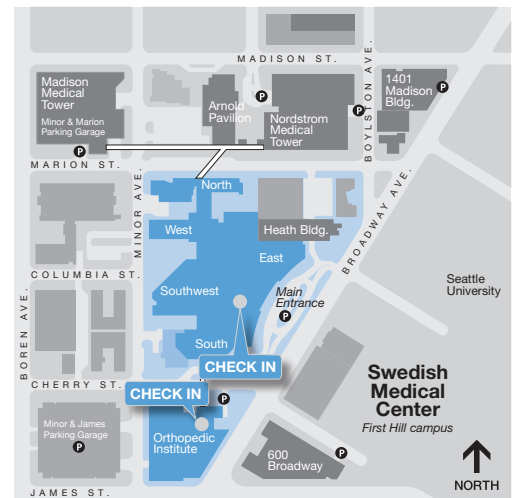 MADISON ST.
BOYLSTON AVE.
Madison
Medical
Tower
Minor & Marion
Parking Garage
P
Arnold
Pavilion
P
Nordstrom
Medical
Tower
P
1401
Madison
Bldg.
P
MARION ST.
MINOR AVE.
North
West
Heath Bldg.
East
BROADWAY AVE.
COLUMBIA ST.
Southwest
Main
Entrance
P
Seattle
University
BOREN AVE.
South
CHECK IN
CHERRY ST.
CHECK IN
P
Swedish
Medical
Center
First Hill campus
Minor & James
Parking Garage
P
Orthopedic
Institute
600
Broadway
P
NORTH
JAMES ST.